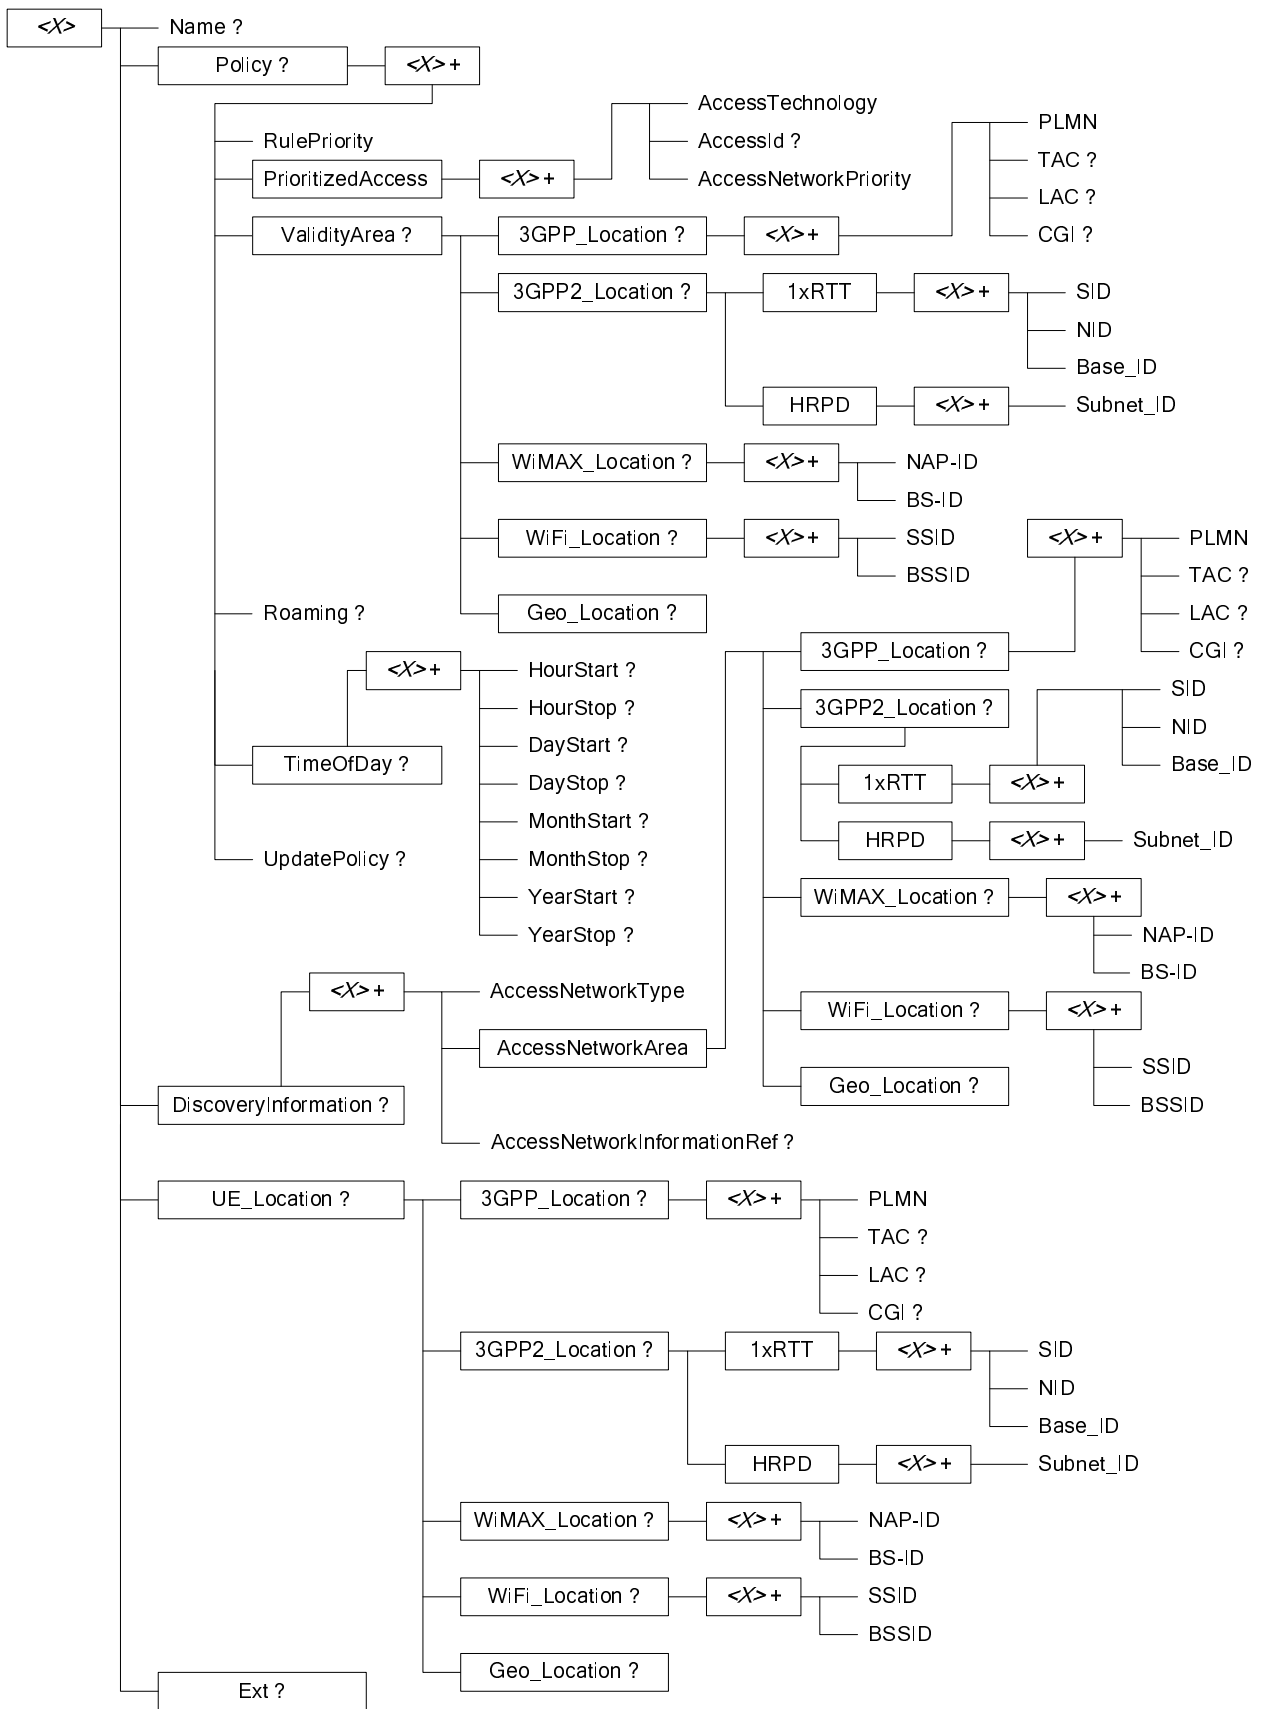 <X>
Name ?
Policy ?
<X>+
AccessTechnology
PLMN
RulePriority
AccessId ?
TAC ?
PrioritizedAccess
<X>+
AccessNetworkPriority
LAC ?
ValidityArea ?
3GPP_Location ?
<X>+
CGI ?
3GPP2_Location ?
1xRTT
<X>+
SID
NID
Base_ID
HRPD
<X>+
Subnet_ID
WiMAX_Location ?
<X>+
NAP-ID
BS-ID
WiFi_Location ?
<X>+
SSID
BSSID
<X>+
PLMN
TAC ?
LAC ?
CGI ?
Roaming ?
Geo_Location ?
3GPP_Location ?
<X>+
HourStart ?
HourStop ?
DayStart ?
DayStop ?
MonthStart ?
MonthStop ?
YearStart ?
YearStop ?
TimeOfDay ?
UpdatePolicy ?
3GPP2_Location ?
SID
NID
Base_ID
1xRTT
<X>+
HRPD
<X>+
Subnet_ID
WiMAX_Location ?
<X>+
NAP-ID
BS-ID
<X>+
AccessNetworkType
AccessNetworkArea
WiFi_Location ?
<X>+
SSID
BSSID
Geo_Location ?
DiscoveryInformation ?
AccessNetworkInformationRef ?
UE_Location ?
3GPP_Location ?
<X>+
PLMN
TAC ?
LAC ?
CGI ?
3GPP2_Location ?
1xRTT
<X>+
SID
NID
Base_ID
HRPD
<X>+
Subnet_ID
WiMAX_Location ?
<X>+
NAP-ID
BS-ID
WiFi_Location ?
<X>+
SSID
BSSID
Geo_Location ?
Ext ?